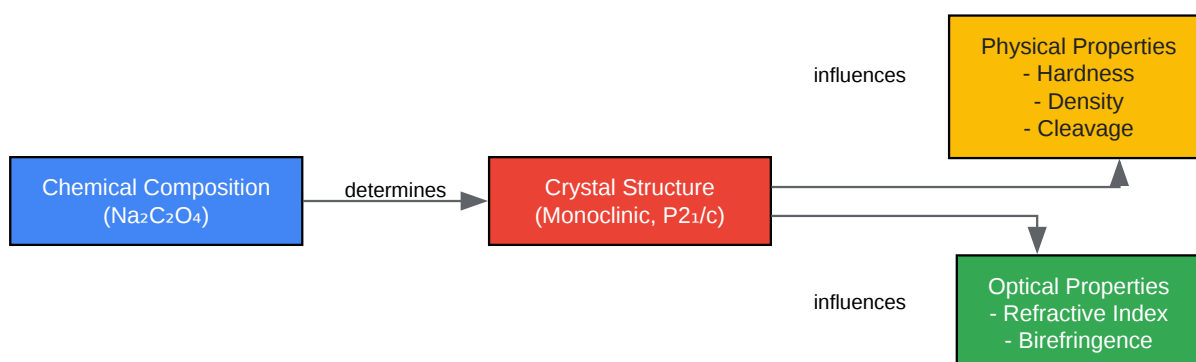 Chemical Composition
(Na₂C₂O₄)
determines
Crystal Structure
(Monoclinic, P2₁/c)
influences
Physical Properties
- Hardness
- Density
- Cleavage
influences
Optical Properties
- Refractive Index
- Birefringence